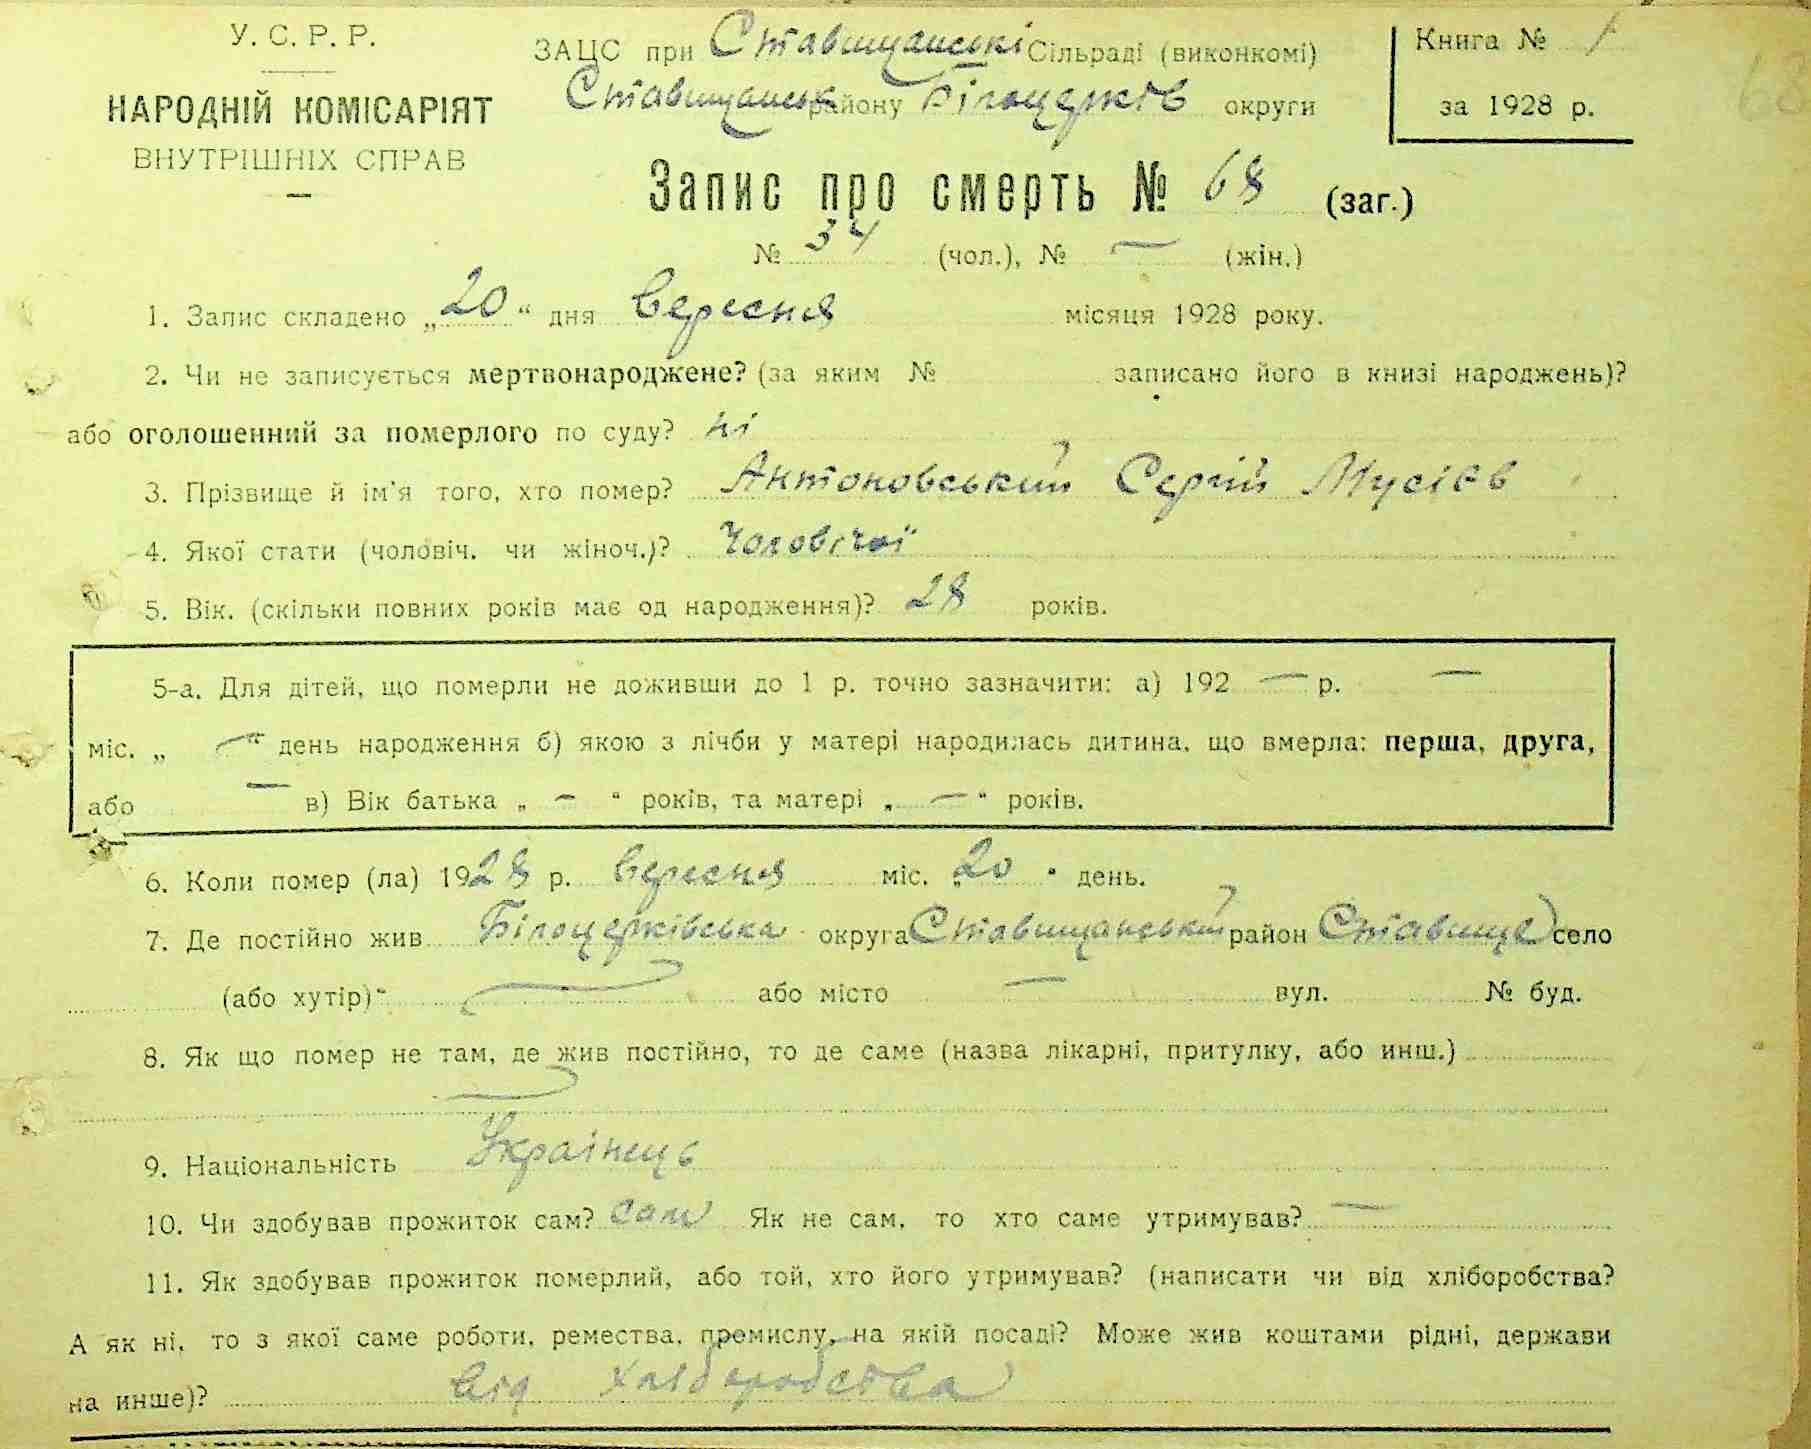 У. С. Р. Р.
НАРОДНІЙ КОМІСАРІЯТ
ВНУТРІШНІХ СПРАВ
ЗАЦС при Ставищанські Сільраді (виконкомі)
Ставищанськ району Білоцерків округи
Книга № 1
за 1928 р.
68
Запис про смерть № 68 (заг.)
№ 34 (чол.), № — (жін.)
1. Запис складено „20“ дня Вересня місяця 1928 року.
2. Чи не записується мертвонароджене? (за яким № записано його в книзі народжень)?
або оголошенний за померлого по суду? ні
3. Прізвище й ім'я того, хто помер? Антоновський Сергій Мусієв
4. Якої стати (чоловіч. чи жіноч.)? Чоловічої
5. Вік. (скільки повних років має од народження)? 28 років.
5-а. Для дітей, що померли не доживши до 1 р. точно зазначити: а) 192 — р. —
міс. „ — “ день народження б) якою з лічби у матері народилась дитина, що вмерла: перша, друга,
або — в) Вік батька „ — “ років, та матері „ — “ років.
6. Коли помер (ла) 1928 р. Вересня міс. „20“ день.
7. Де постійно жив Білоцерківська округа Ставищанський район Ставище село
(або хутір) — або місто — вул. № буд.
8. Як що помер не там, де жив постійно, то де саме (назва лікарні, притулку, або инш.)
—
9. Національність Українець
10. Чи здобував прожиток сам? сам Як не сам, то хто саме утримував? —
11. Як здобував прожиток померлий, або той, хто його утримував? (написати чи від хліборобства?
А як ні, то з якої саме роботи, ремества, промислу, на якій посаді? Може жив коштами рідні, держави
на инше)? Від хліборобства